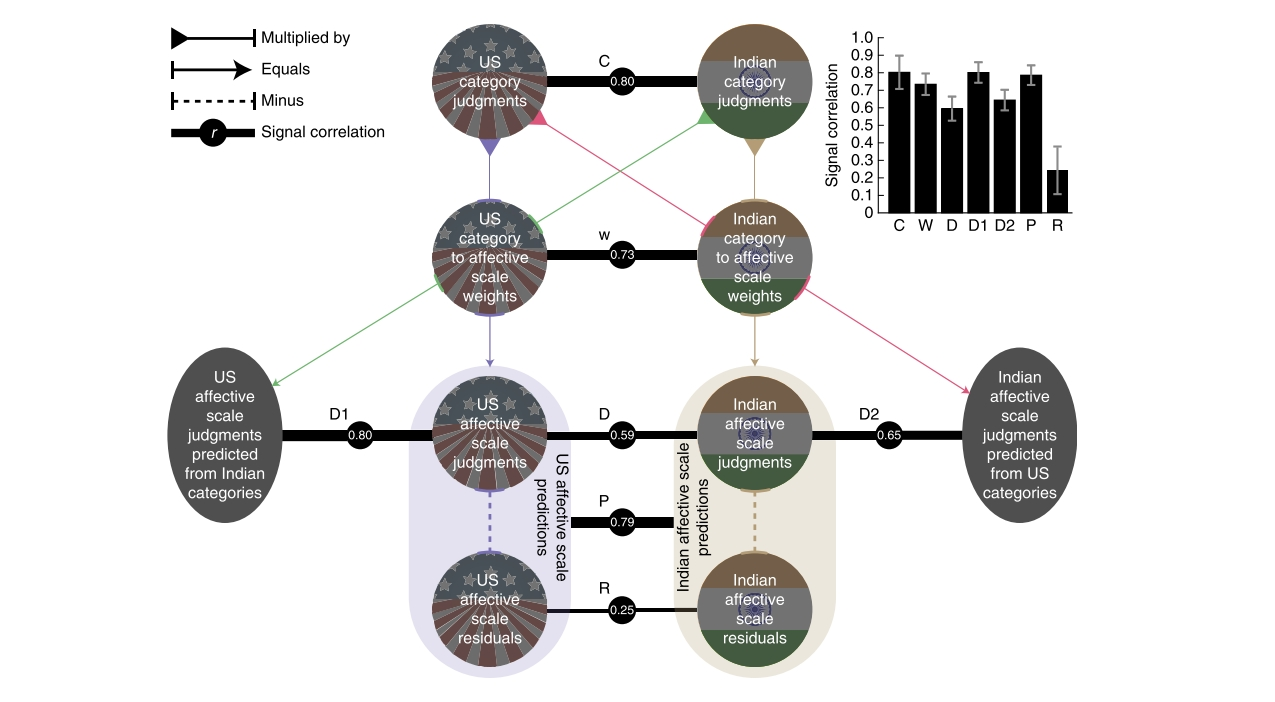 Multiplied by
Equals
Minus
r
Signal correlation
US
category
judgments
C
0.80
Indian
category
judgments
Signal correlation
1.0
0.9
0.8
0.7
0.6
0.5
0.4
0.3
0.2
0.1
0
C W D D1 D2 P R
US
category
to affective
scale
weights
w
0.73
Indian
category
to affective
scale
weights
US
affective
scale
judgments
predicted
from Indian
categories
D1
0.80
US
affective
scale
judgments
D
0.59
Indian
affective
scale
judgments
D2
0.65
Indian
affective
scale
judgments
predicted
from US
categories
US affective scale
predictions
P
0.79
Indian affective scale
predictions
US
affective
scale
residuals
R
0.25
Indian
affective
scale
residuals